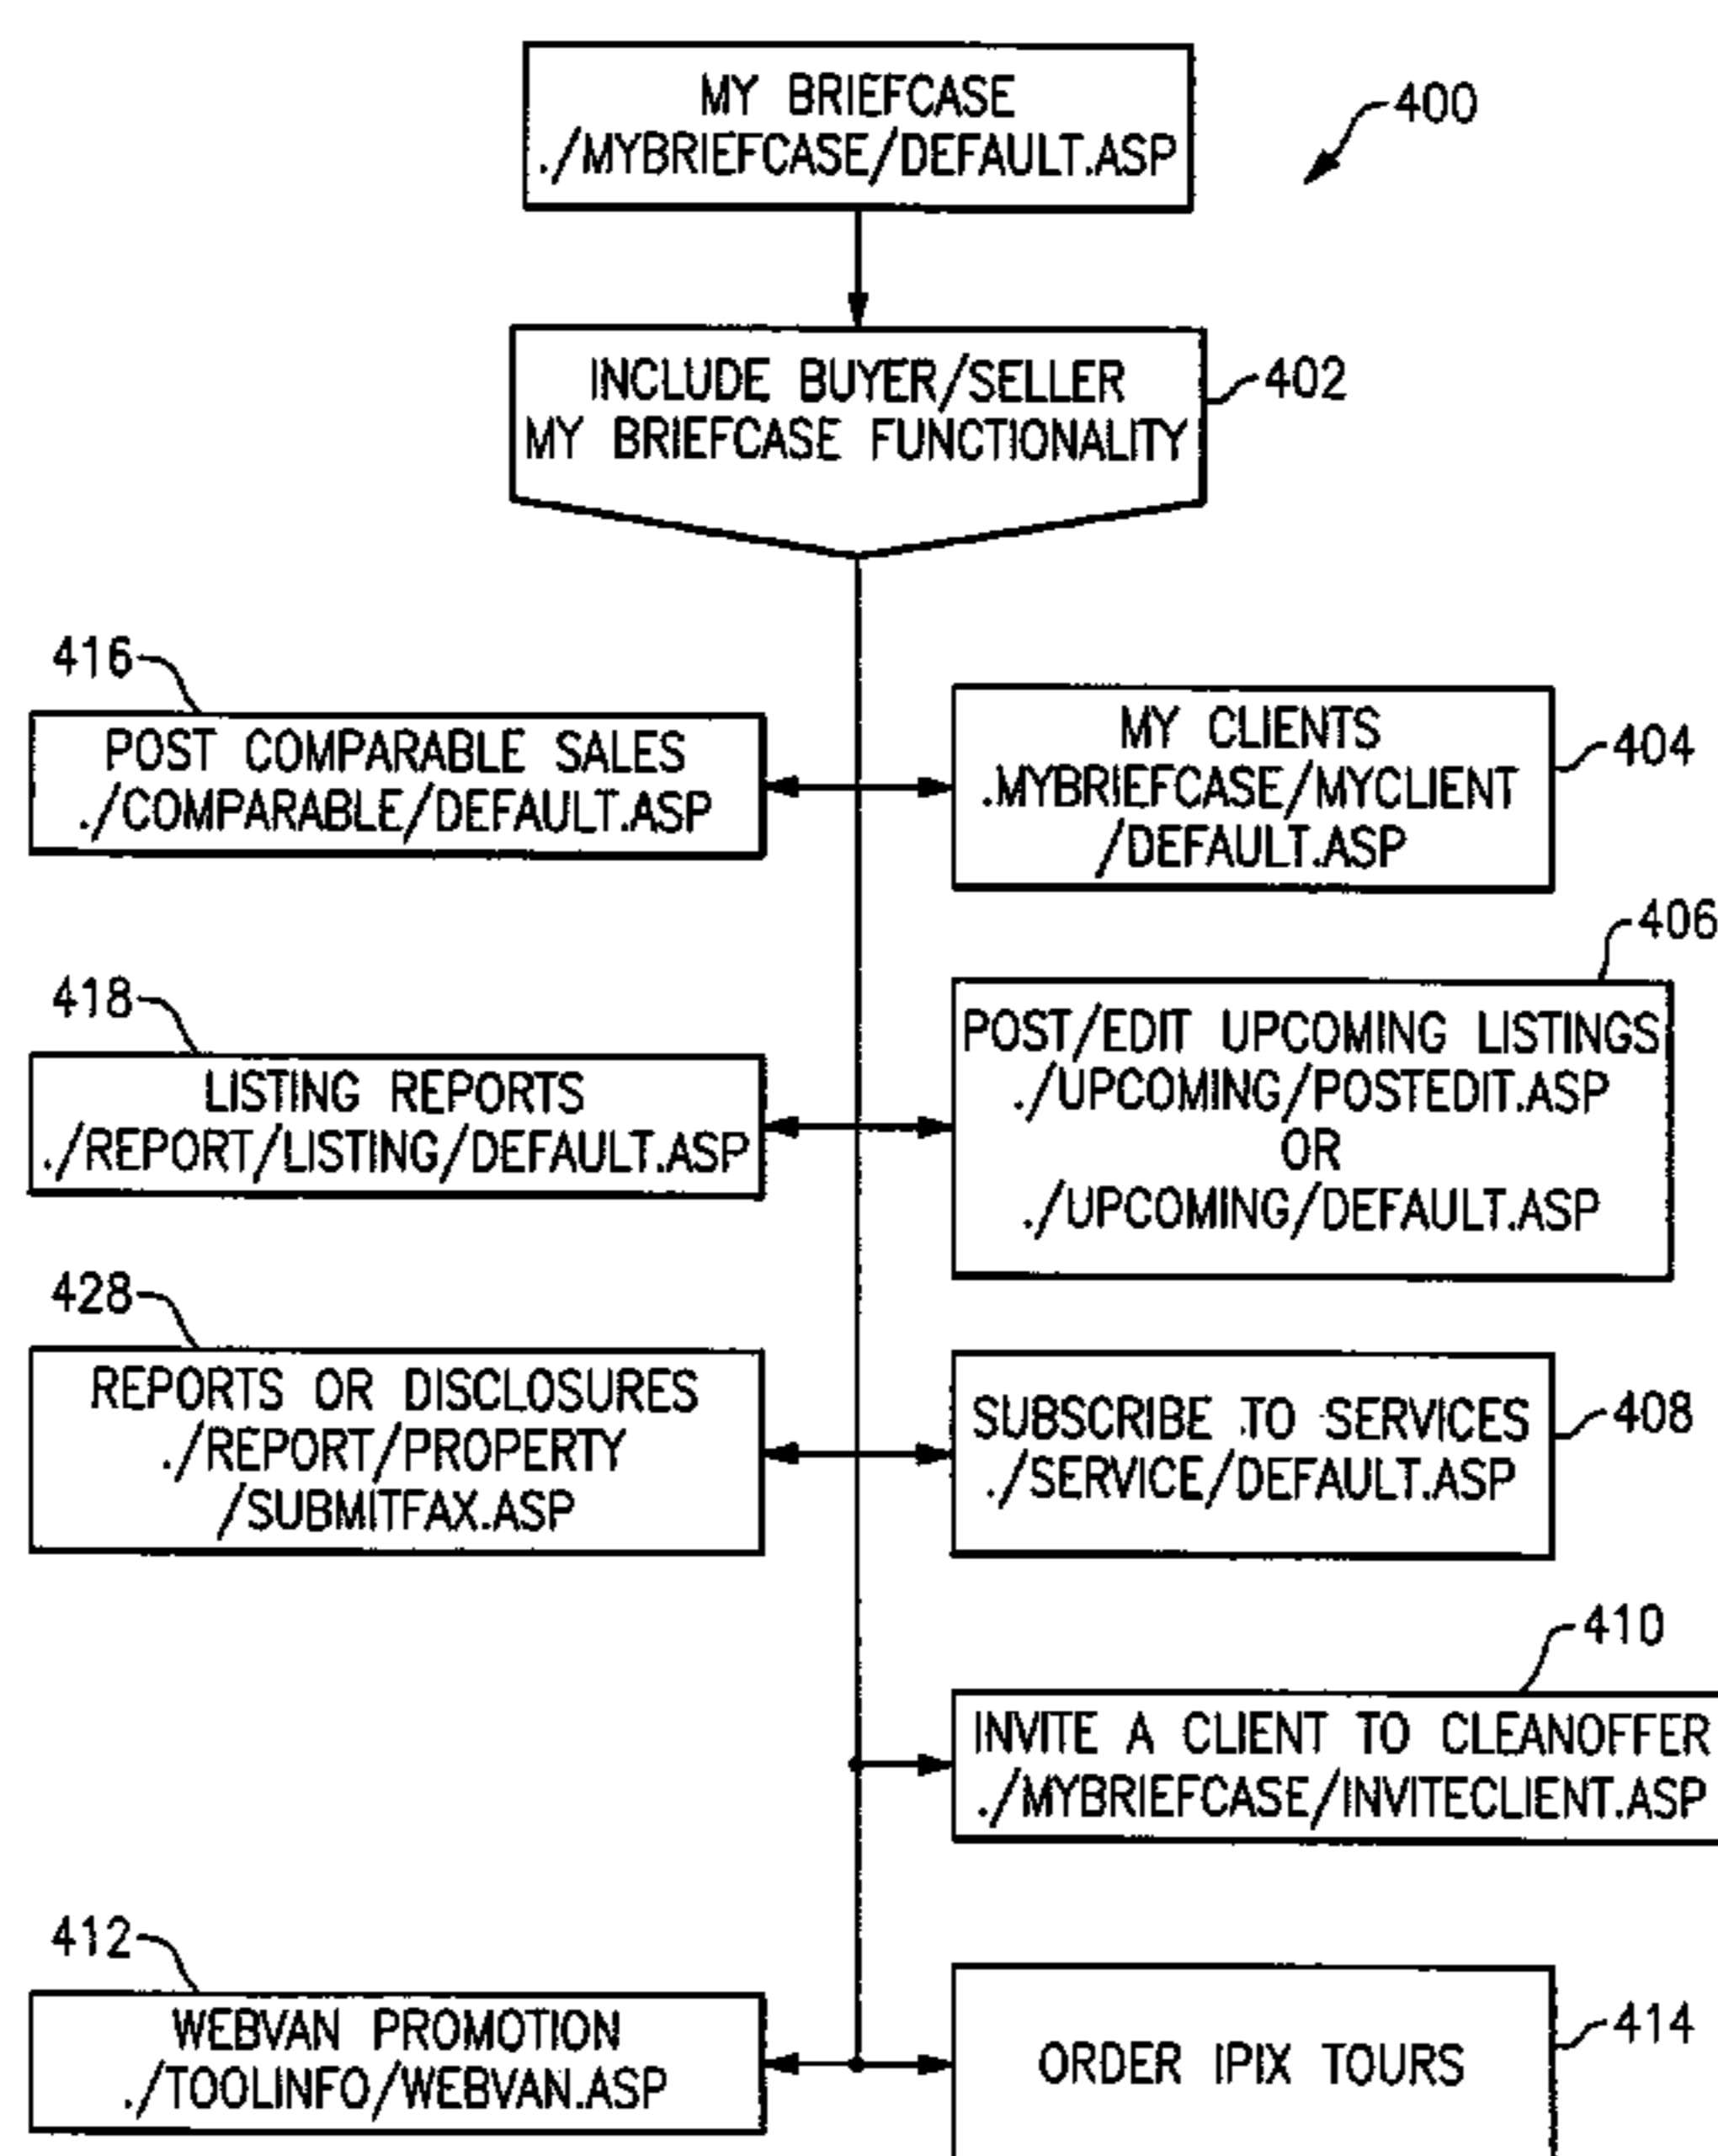 MY BRIEFCASE
./MYBRIEFCASE/DEFAULT.ASP
400
INCLUDE BUYER/SELLER
MY BRIEFCASE FUNCTIONALITY
402
416
POST COMPARABLE SALES
./COMPARABLE/DEFAULT.ASP
MY CLIENTS
.MYBRIEFCASE/MYCLIENT
/DEFAULT.ASP
404
406
418
LISTING REPORTS
./REPORT/LISTING/DEFAULT.ASP
POST/EDIT UPCOMING LISTINGS
./UPCOMING/POSTEDIT.ASP
OR
./UPCOMING/DEFAULT.ASP
428
REPORTS OR DISCLOSURES
./REPORT/PROPERTY
/SUBMITFAX.ASP
SUBSCRIBE TO SERVICES
./SERVICE/DEFAULT.ASP
408
410
INVITE A CLIENT TO CLEANOFFER
./MYBRIEFCASE/INVITECLIENT.ASP
412
WEBVAN PROMOTION
./TOOLINFO/WEBVAN.ASP
ORDER IPIX TOURS
414